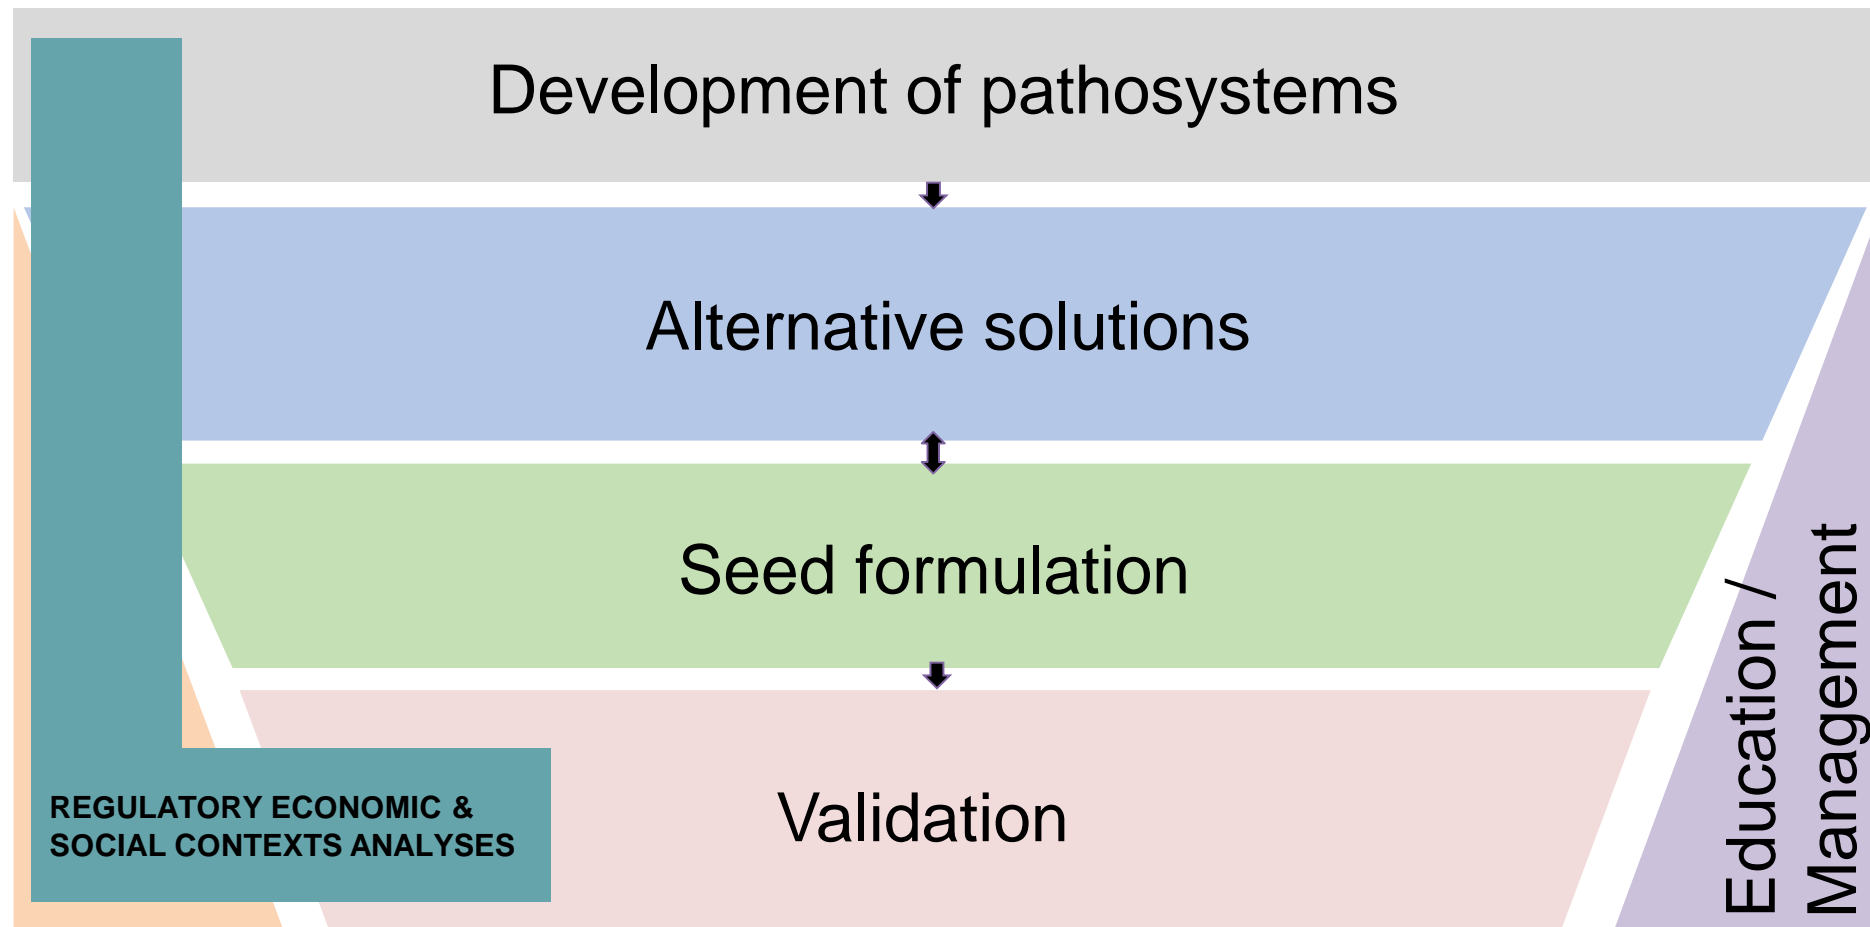 Development of pathosystems
Alternative solutions
Seed formulation
Validation
REGULATORY ECONOMIC &
SOCIAL CONTEXTS ANALYSES
Education /
Management